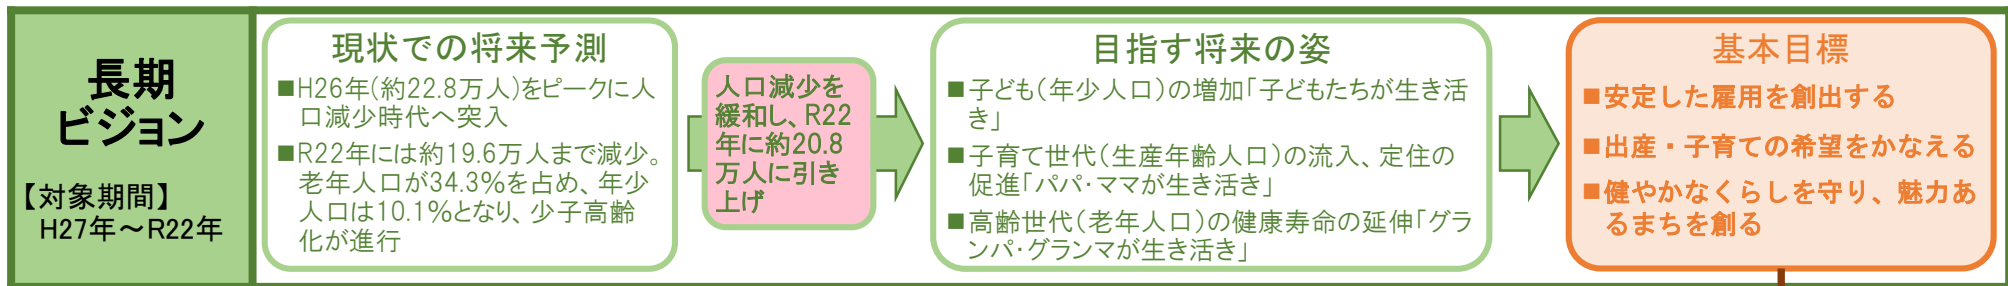 長期
ビジョン
【対象期間】
H27年～R22年
現状での将来予測
■H26年(約22.8万人)をピークに人
口減少時代へ突入
■R22年には約19.6万人まで減少。
老年人口が34.3%を占め、年少
人口は10.1%となり、少子高齢
化が進行
人口減少を
緩和し、R22
年に約20.8
万人に引き
上げ
目指す将来の姿
■子ども(年少人口)の増加「子どもたちが生き活
き」
■子育て世代(生産年齢人口)の流入、定住の
促進「パパ・ママが生き活き」
■高齢世代(老年人口)の健康寿命の延伸「グラ
ンパ・グランマが生き活き」
基本目標
■安定した雇用を創出する
■出産・子育ての希望をかなえる
■健やかなくらしを守り、魅力あ
るまちを創る